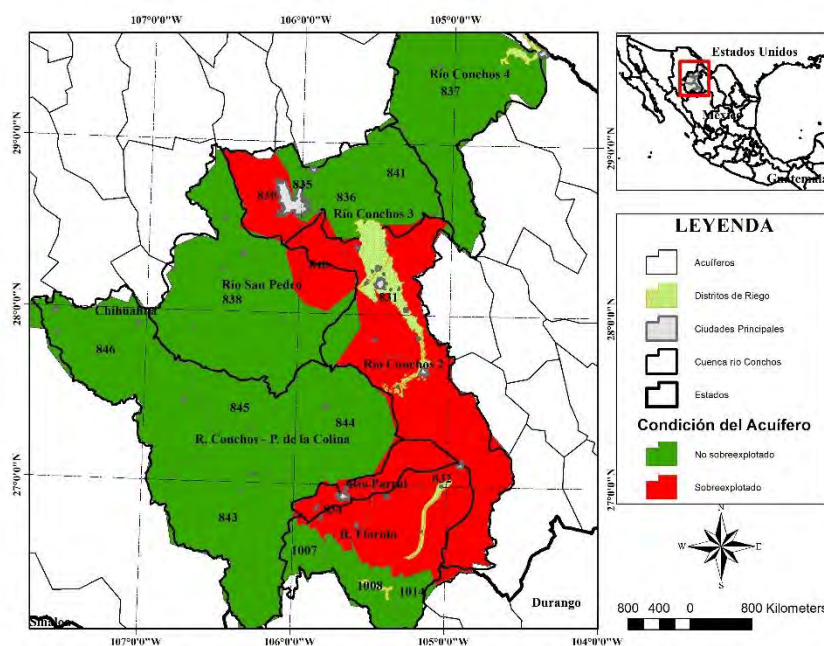 107°0'0"W 106°0'0"W 105°0'0"W
29°0'0"N
28°0'0"N
27°0'0"N
Río Conchos 4
837
835
841
836
Río Conchos 3
Río San Pedro
838
831
Chihuahua
846
Río Conchos 2
845
844
R. Conchos - P. de la Colina
Río Parral
832
843
R. Florido
1007
1008
1014
Durango
Sinaloa
29°0'0"N
28°0'0"N
27°0'0"N
107°0'0"W 106°0'0"W 105°0'0"W 104°0'0"W
Estados Unidos
México
Guatemala
LEYENDA
Acuíferos
Distritos de Riego
Ciudades Principales
Cuenca rio Conchos
Estados
Condición del Acuífero
No sobreexplotado
Sobreexplotado
N
W E
S
800 400 0 800 Kilometers